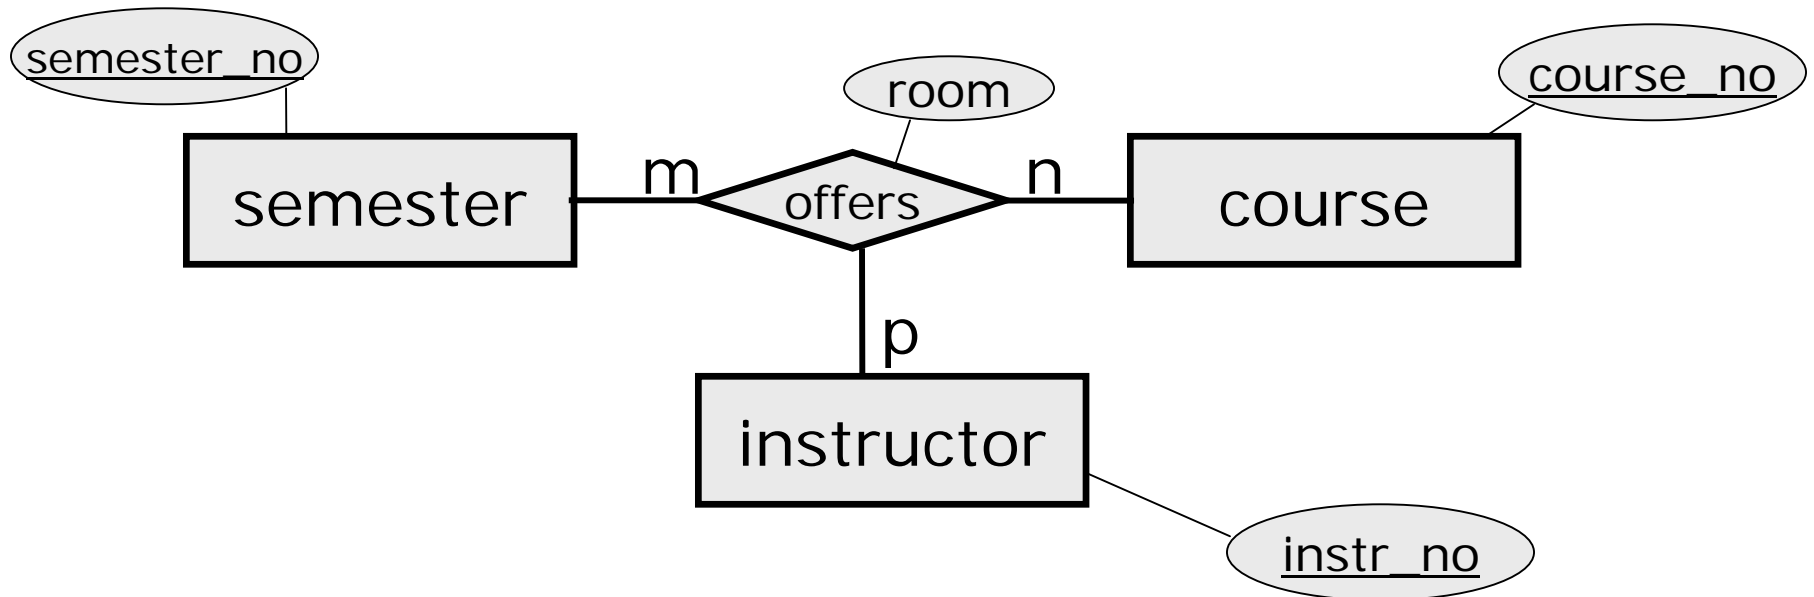 semester_no
room
course_no
semester
m
offers
n
course
p
instructor
instr_no